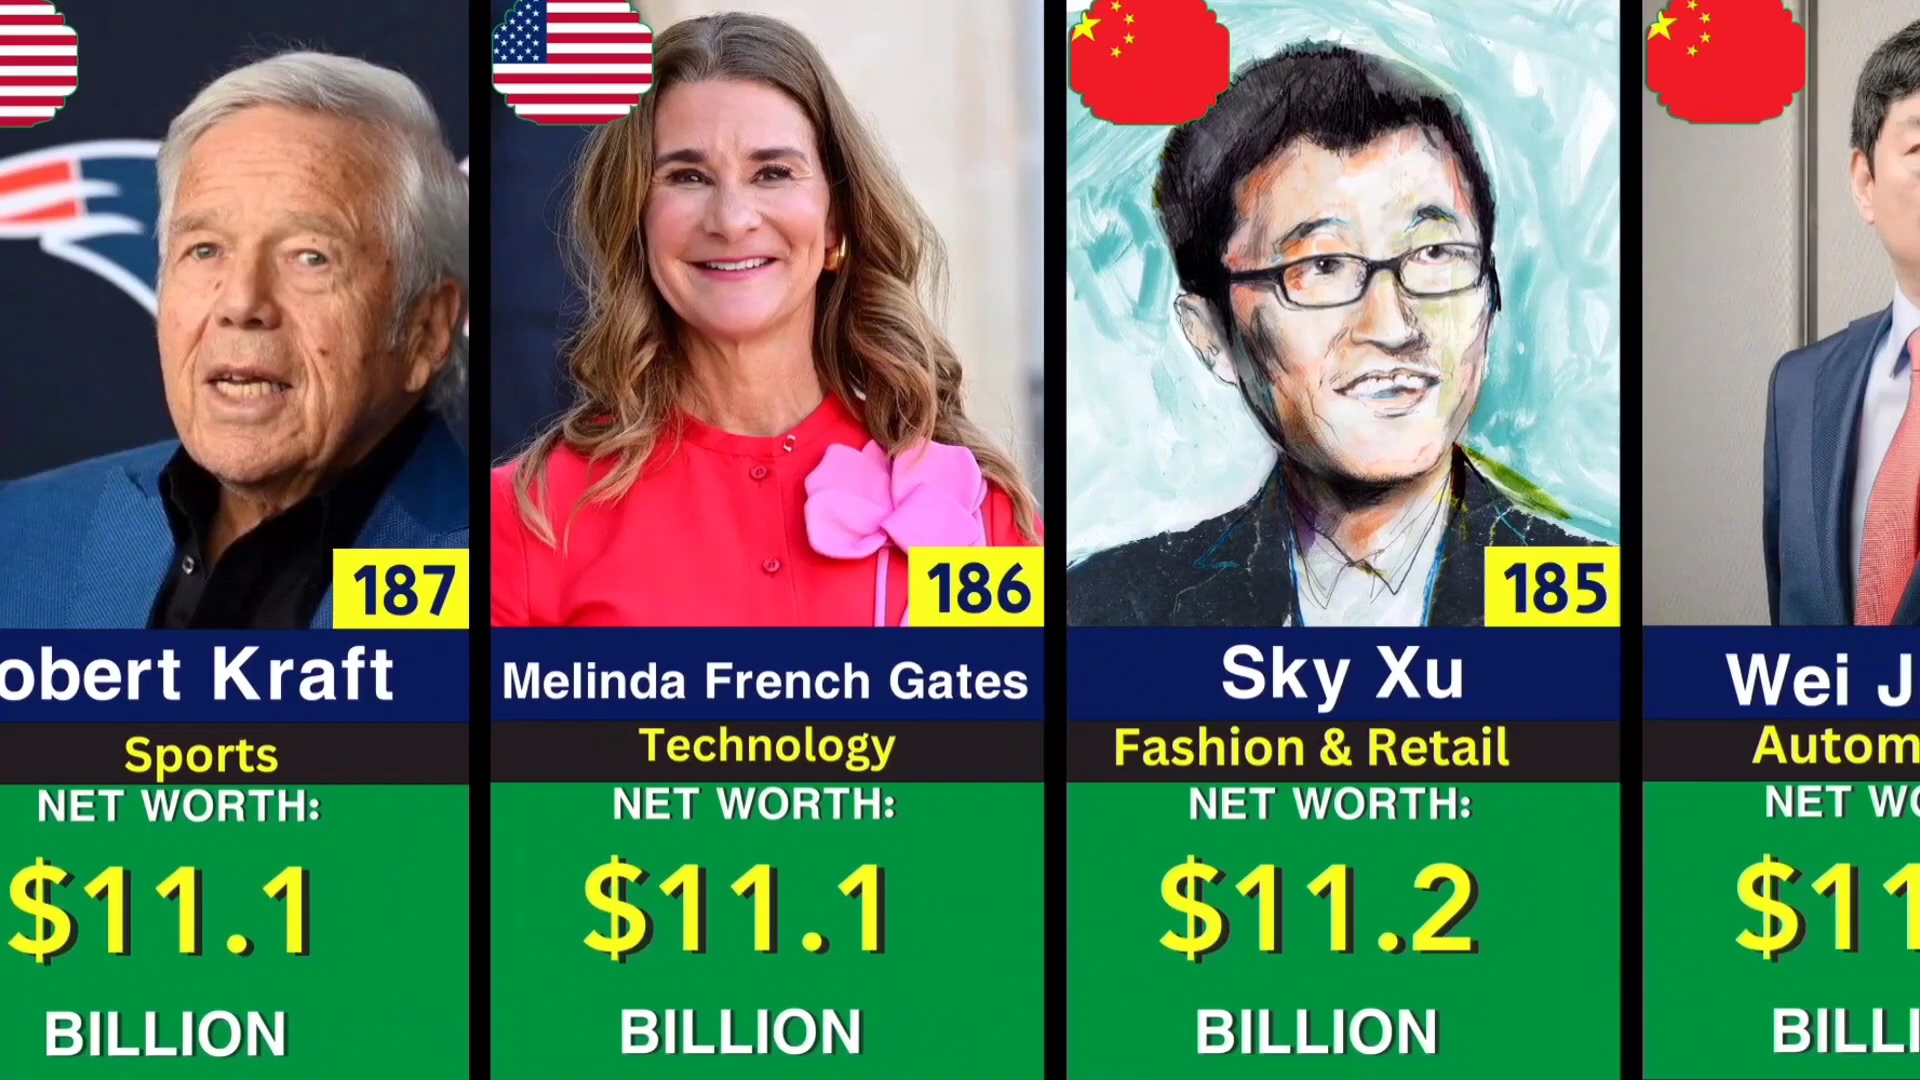 187
obert Kraft
Sports
NET WORTH:
$11.1
BILLION
186
Melinda French Gates
Technology
NET WORTH:
$11.1
BILLION
185
Sky Xu
Fashion & Retail
NET WORTH:
$11.2
BILLION
Wei J
Autom
NET WO
$11
BILLI